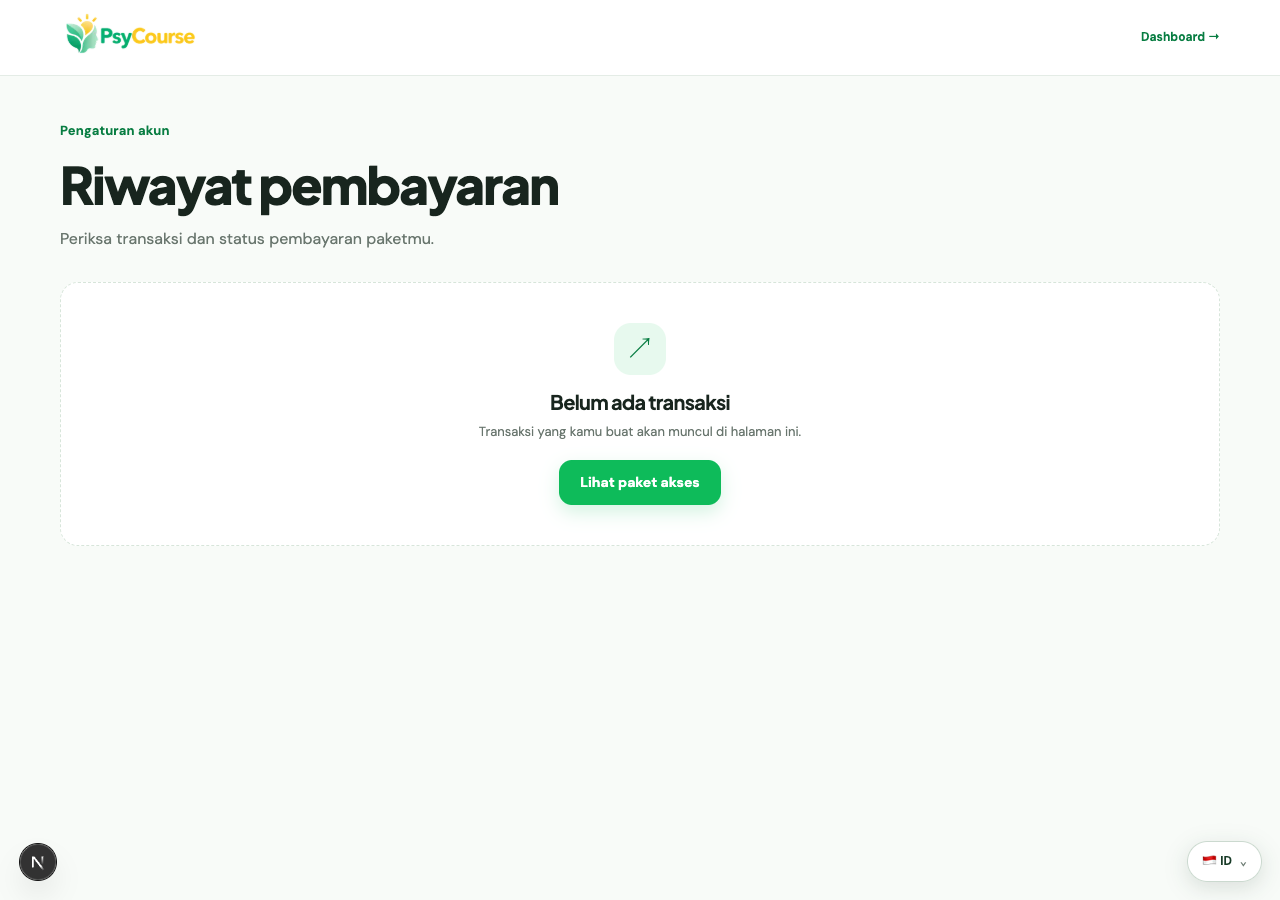 PsyCourse
Dashboard →
Pengaturan akun
Riwayat pembayaran
Periksa transaksi dan status pembayaran paketmu.
Belum ada transaksi
Transaksi yang kamu buat akan muncul di halaman ini.
Lihat paket akses
N
🇮🇩 ID